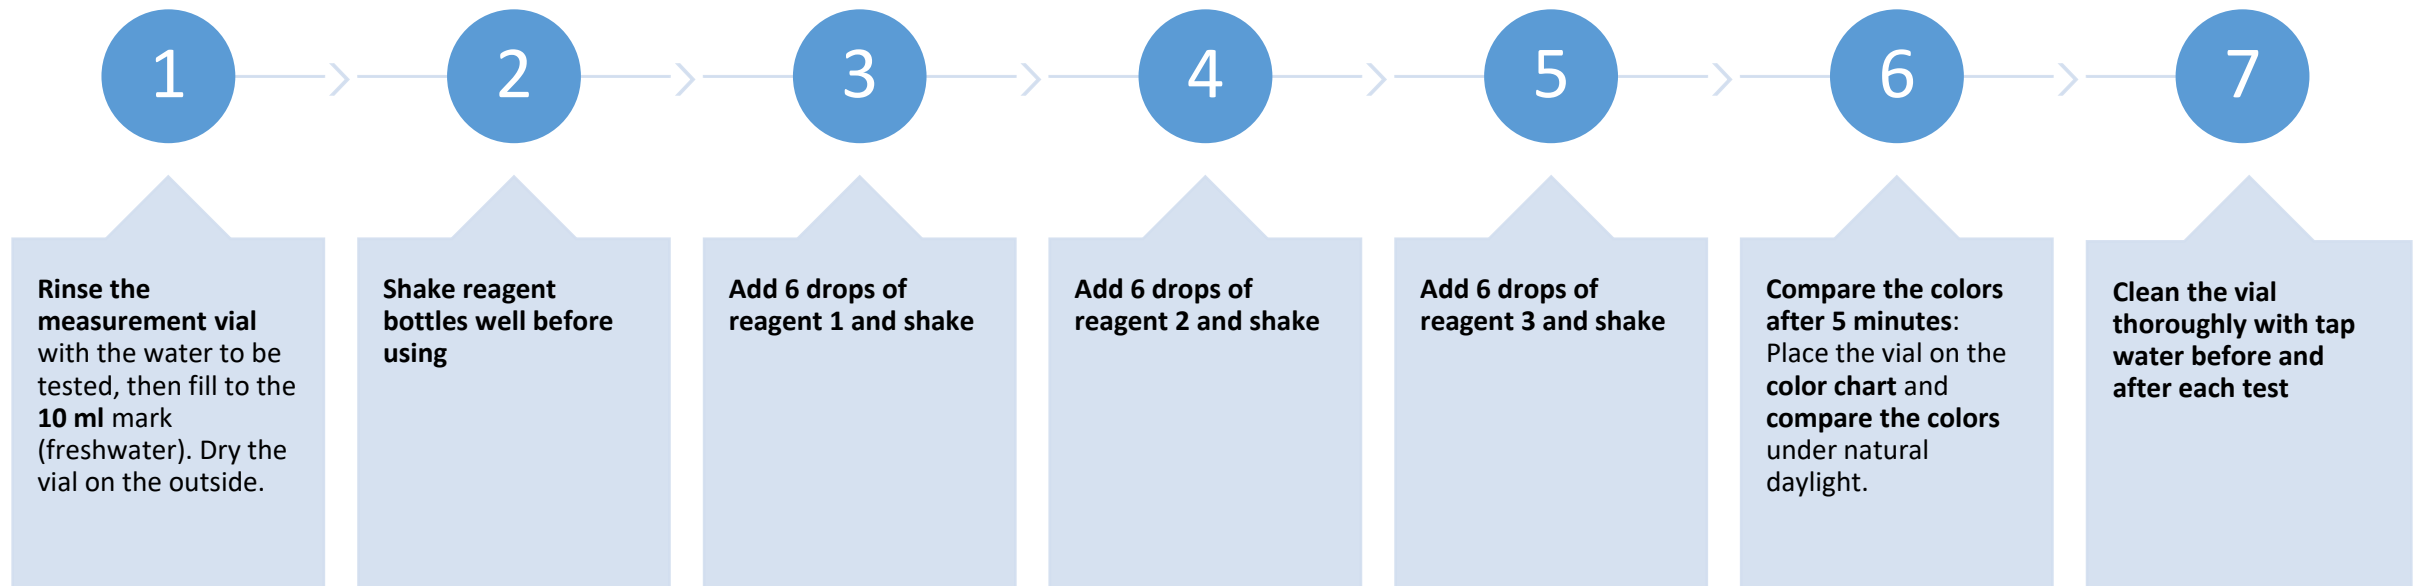 1
2
3
4
5
6
7
Rinse the
measurement vial
with the water to be
tested, then fill to the
10 ml mark
(freshwater). Dry the
vial on the outside.
Shake reagent
bottles well before
using
Add 6 drops of
reagent 1 and shake
Add 6 drops of
reagent 2 and shake
Add 6 drops of
reagent 3 and shake
Compare the colors
after 5 minutes:
Place the vial on the
color chart and
compare the colors
under natural
daylight.
Clean the vial
thoroughly with tap
water before and
after each test